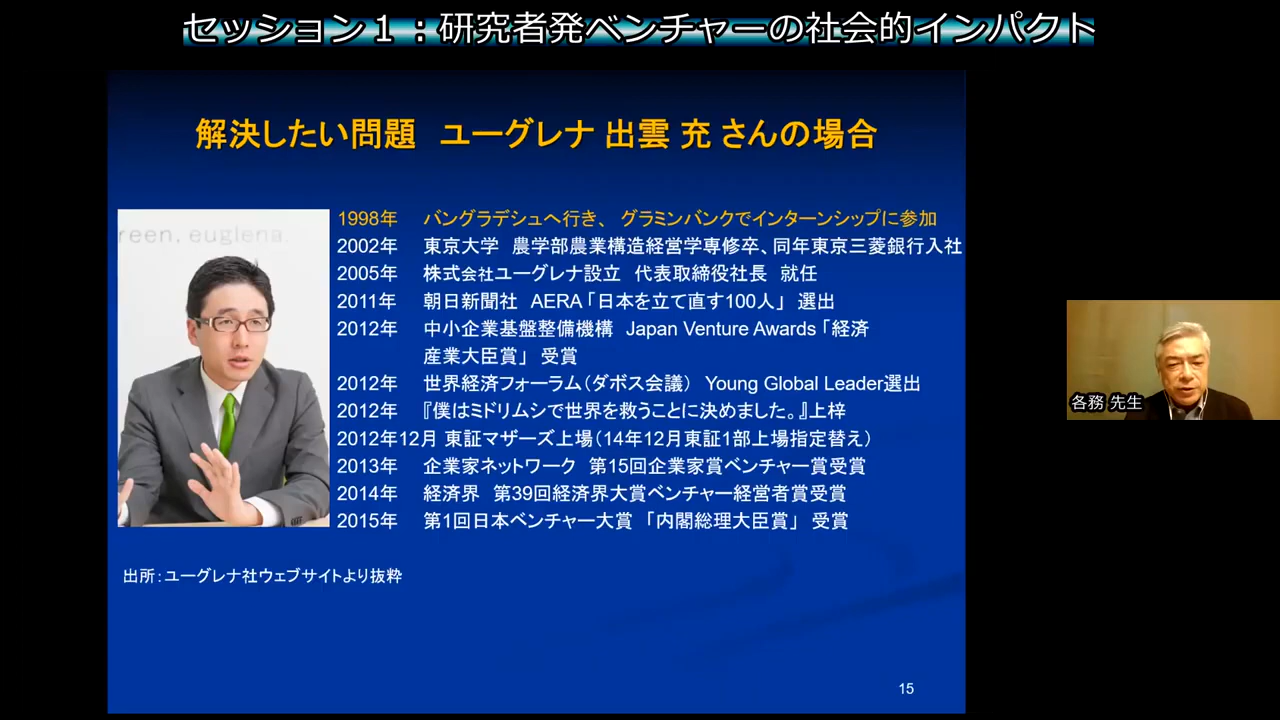 セッション１：研究者発ベンチャーの社会的インパクト
解決したい問題　ユーグレナ 出雲 充 さんの場合
reen. euglena.
1998年　バングラデシュへ行き、　グラミンバンクでインターンシップに参加
2002年　東京大学　農学部農業構造経営学専修卒、同年東京三菱銀行入社
2005年　株式会社ユーグレナ設立　代表取締役社長　就任
2011年　朝日新聞社　AERA「日本を立て直す100人」　選出
2012年　中小企業基盤整備機構　Japan Venture Awards「経済
産業大臣賞」　受賞
2012年　世界経済フォーラム（ダボス会議）　Young Global Leader選出
2012年　『僕はミドリムシで世界を救うことに決めました。』上梓
2012年12月 東証マザーズ上場（14年12月東証1部上場指定替え）
2013年　企業家ネットワーク　第15回企業家賞ベンチャー賞受賞
2014年　経済界　第39回経済界大賞ベンチャー経営者賞受賞
2015年　第1回日本ベンチャー大賞　「内閣総理大臣賞」　受賞
出所：ユーグレナ社ウェブサイトより抜粋
15
各務 先生